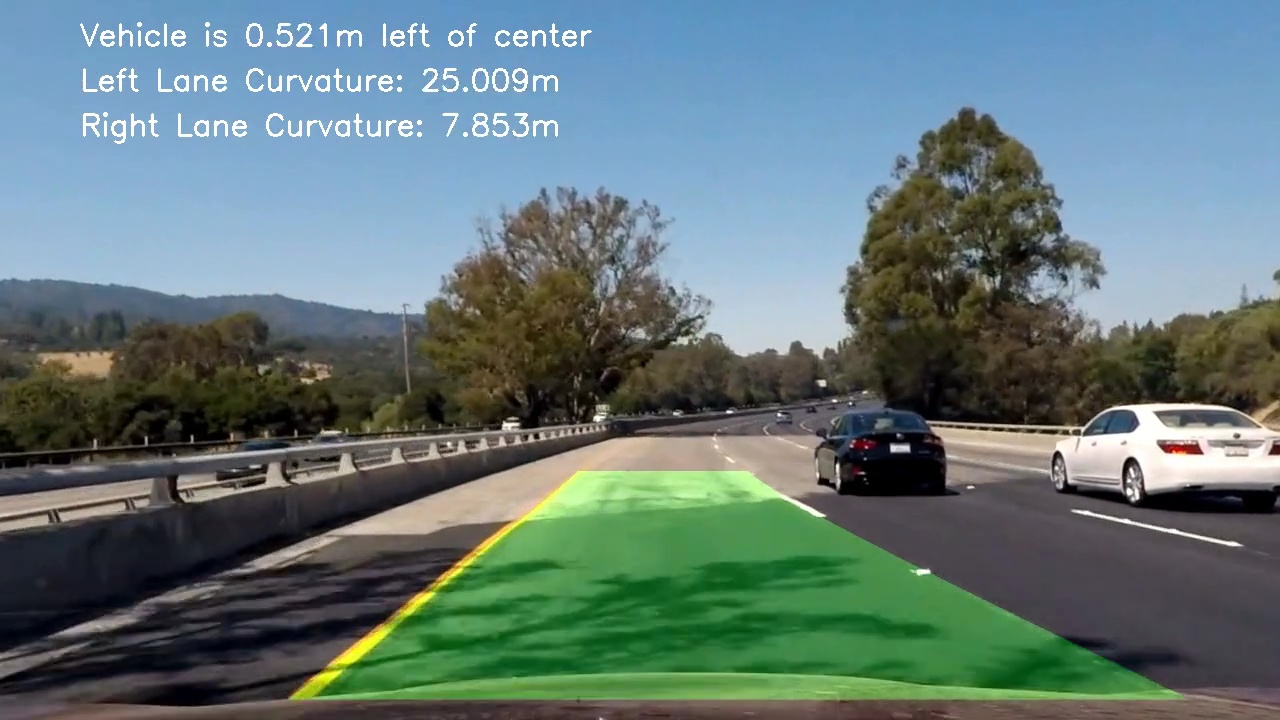 Vehicle is 0.521m left of center
Left Lane Curvature: 25.009m
Right Lane Curvature: 7.853m